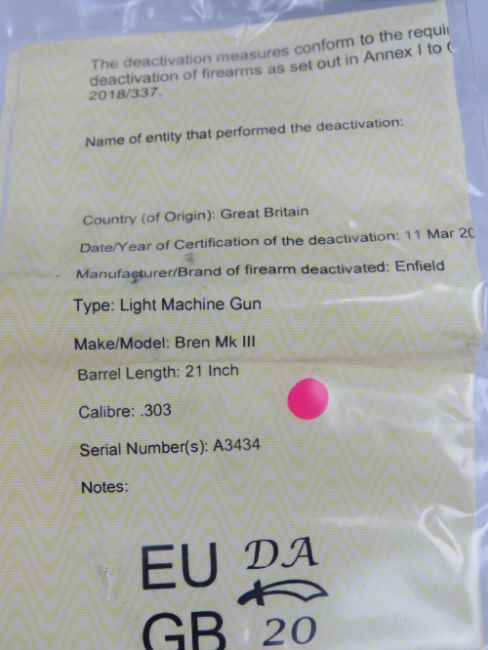 The deactivation measures conform to the
deactivation of firearms as set out in Annex I to
2018/337.
Name of entity that performed the deactivation:
Country (of Origin): Great Britain
Date/Year of Certification of the deactivation: 11 Mar 20
Manufacturer/Brand of firearm deactivated: Enfield
Type: Light Machine Gun
Make/Model: Bren Mk III
Barrel Length: 21 Inch
Calibre: .303
Serial Number(s): A3434
Notes:
EU DA
GB 20